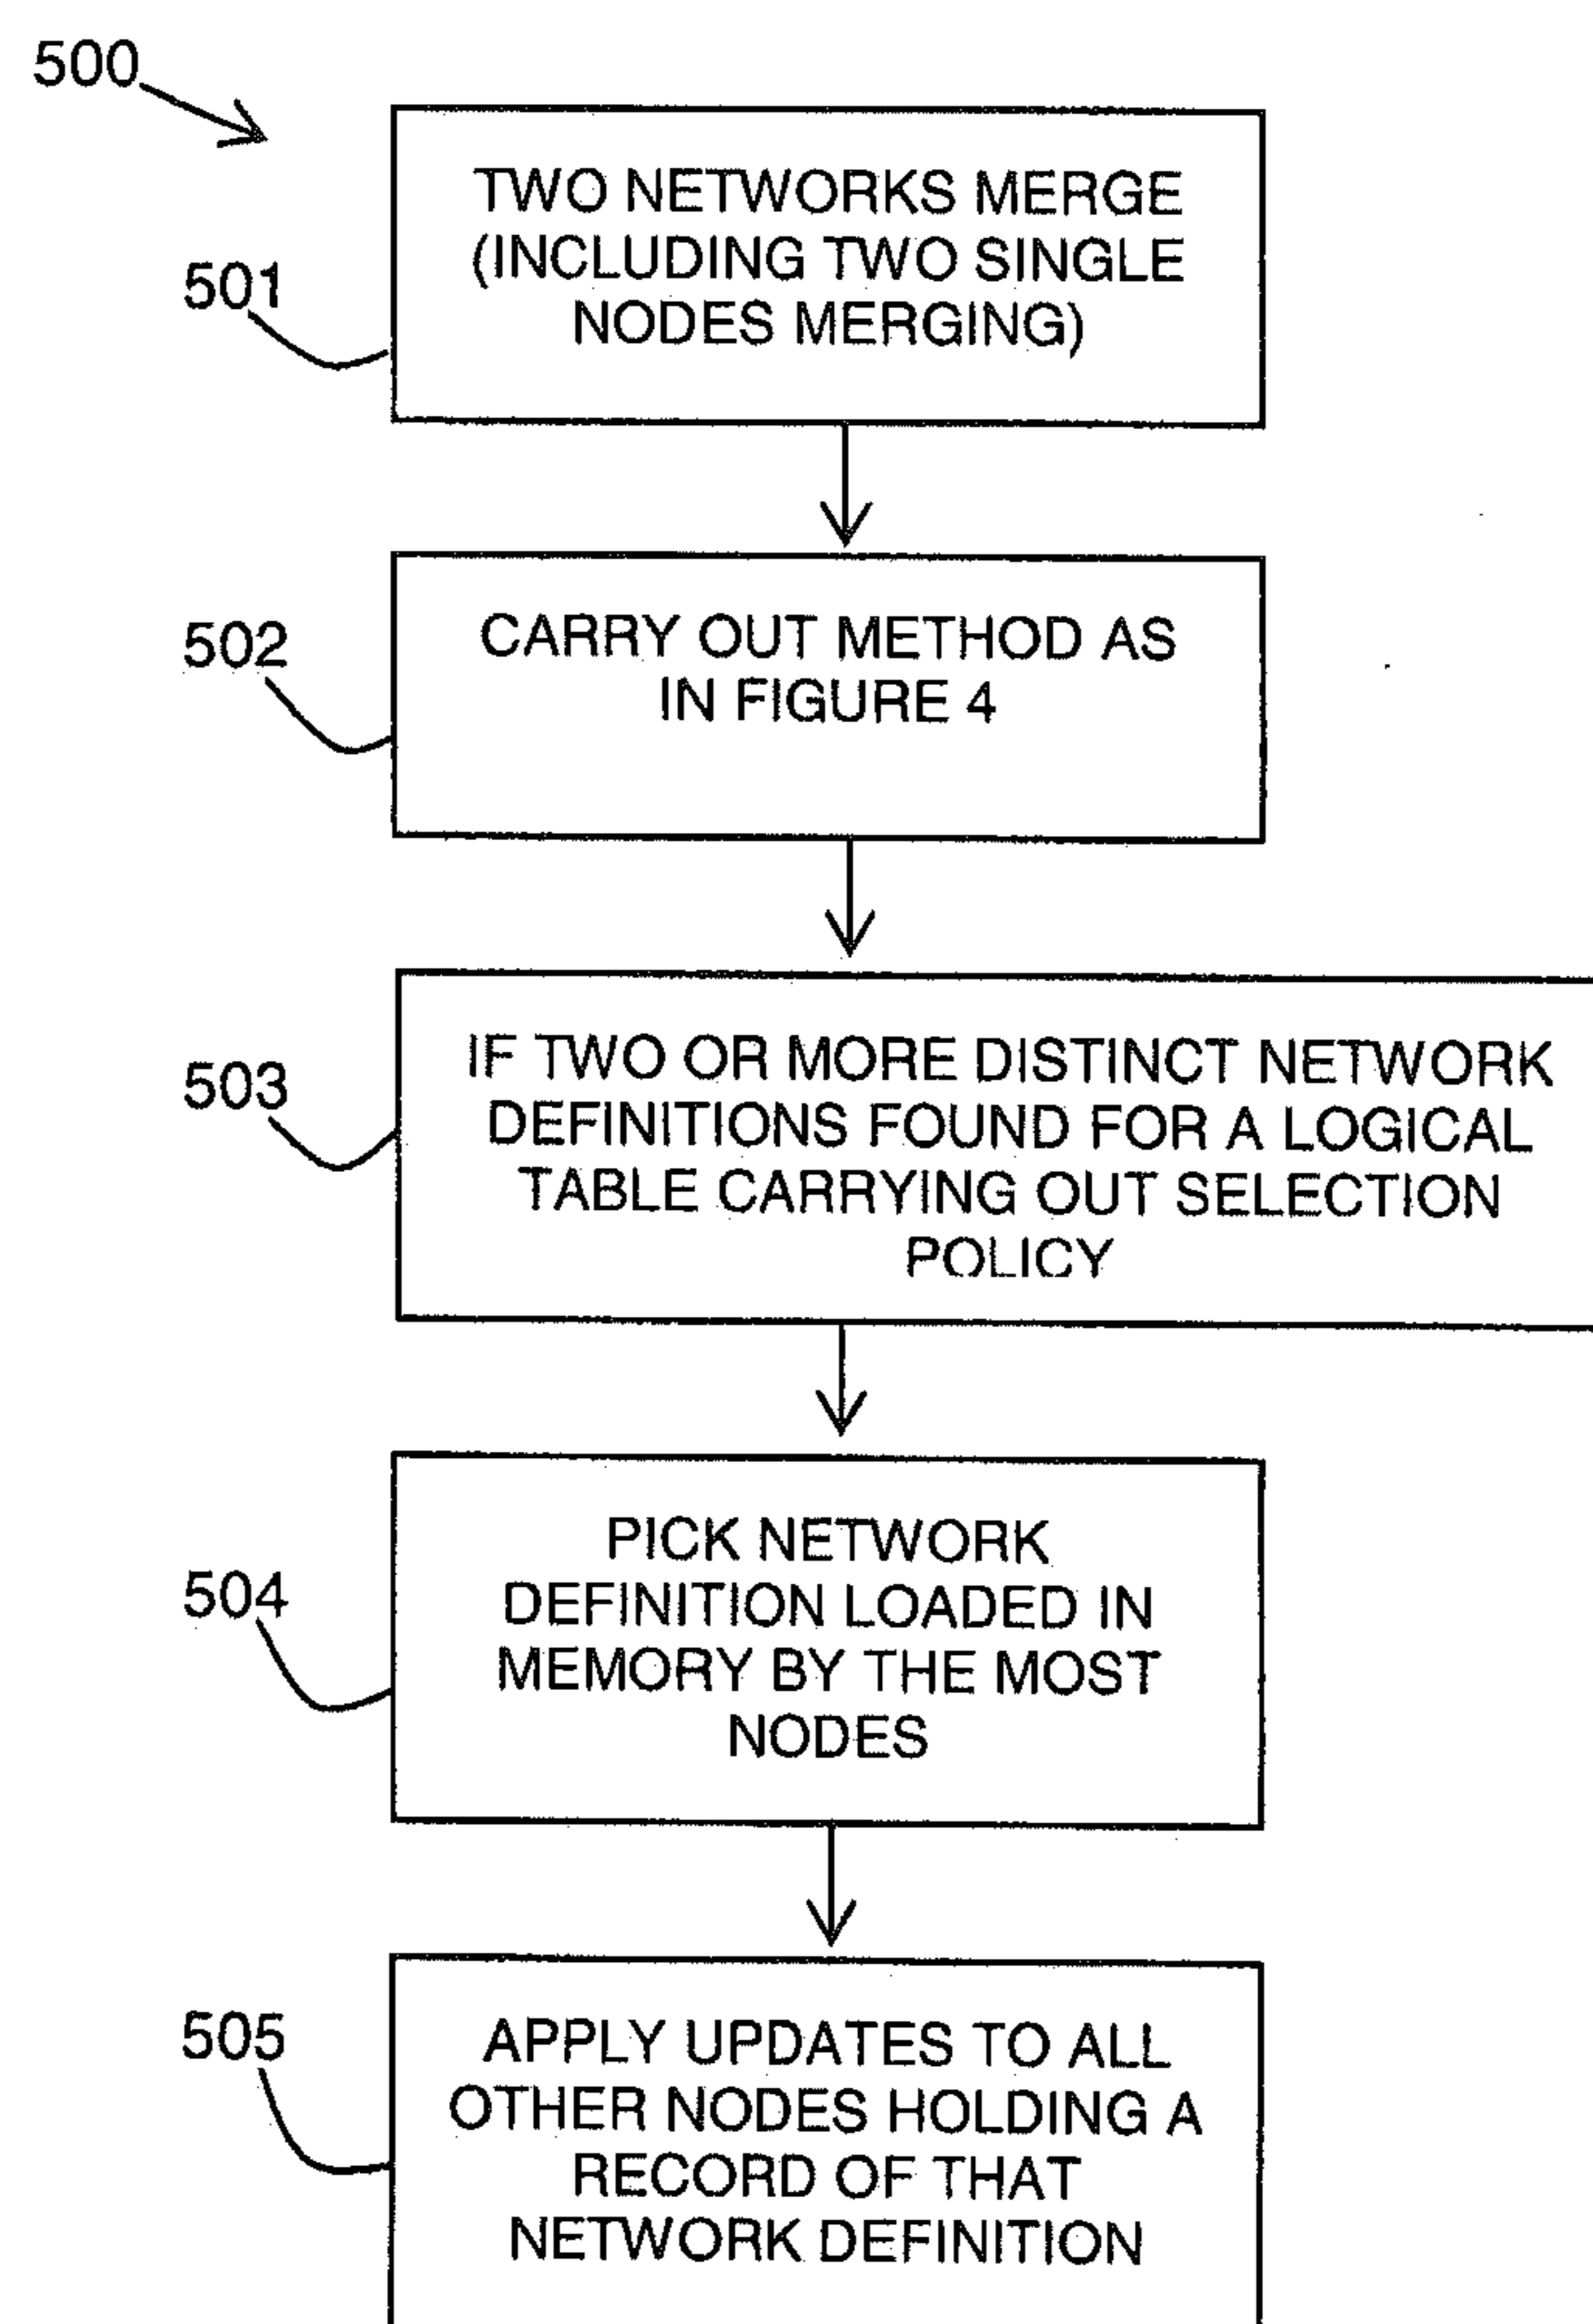 500
TWO NETWORKS MERGE
(INCLUDING TWO SINGLE
NODES MERGING)
501
CARRY OUT METHOD AS
IN FIGURE 4
502
IF TWO OR MORE DISTINCT NETWORK
DEFINITIONS FOUND FOR A LOGICAL
TABLE CARRYING OUT SELECTION
POLICY
503
PICK NETWORK
DEFINITION LOADED IN
MEMORY BY THE MOST
NODES
504
APPLY UPDATES TO ALL
OTHER NODES HOLDING A
RECORD OF THAT
NETWORK DEFINITION
505